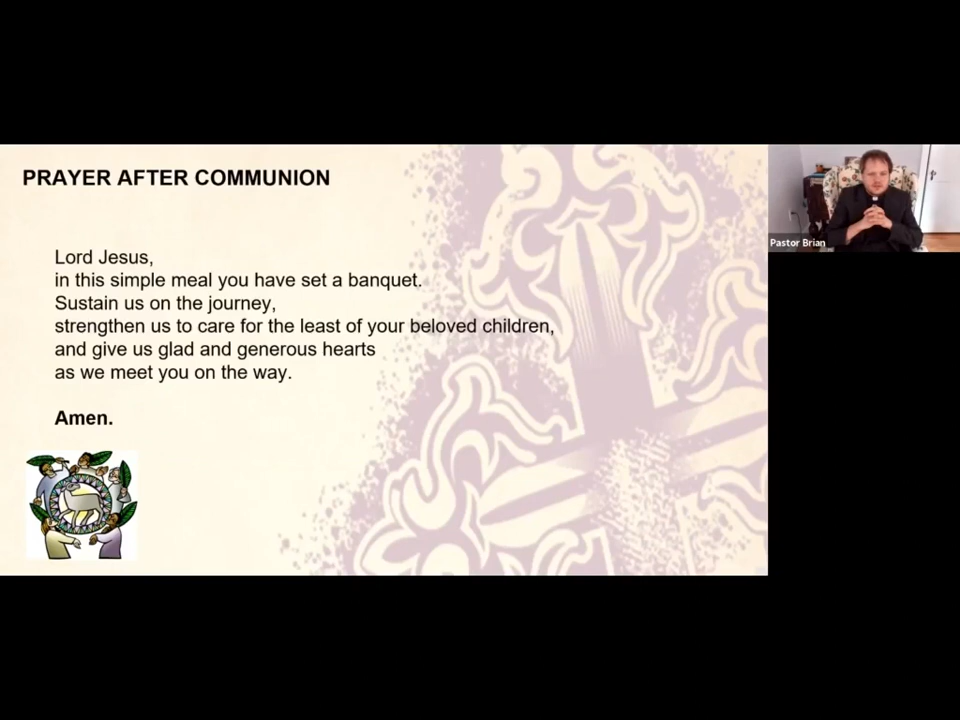 PRAYER AFTER COMMUNION
Lord Jesus,
in this simple meal you have set a banquet.
Sustain us on the journey,
strengthen us to care for the least of your beloved children,
and give us glad and generous hearts
as we meet you on the way.
Amen.
Pastor Brian